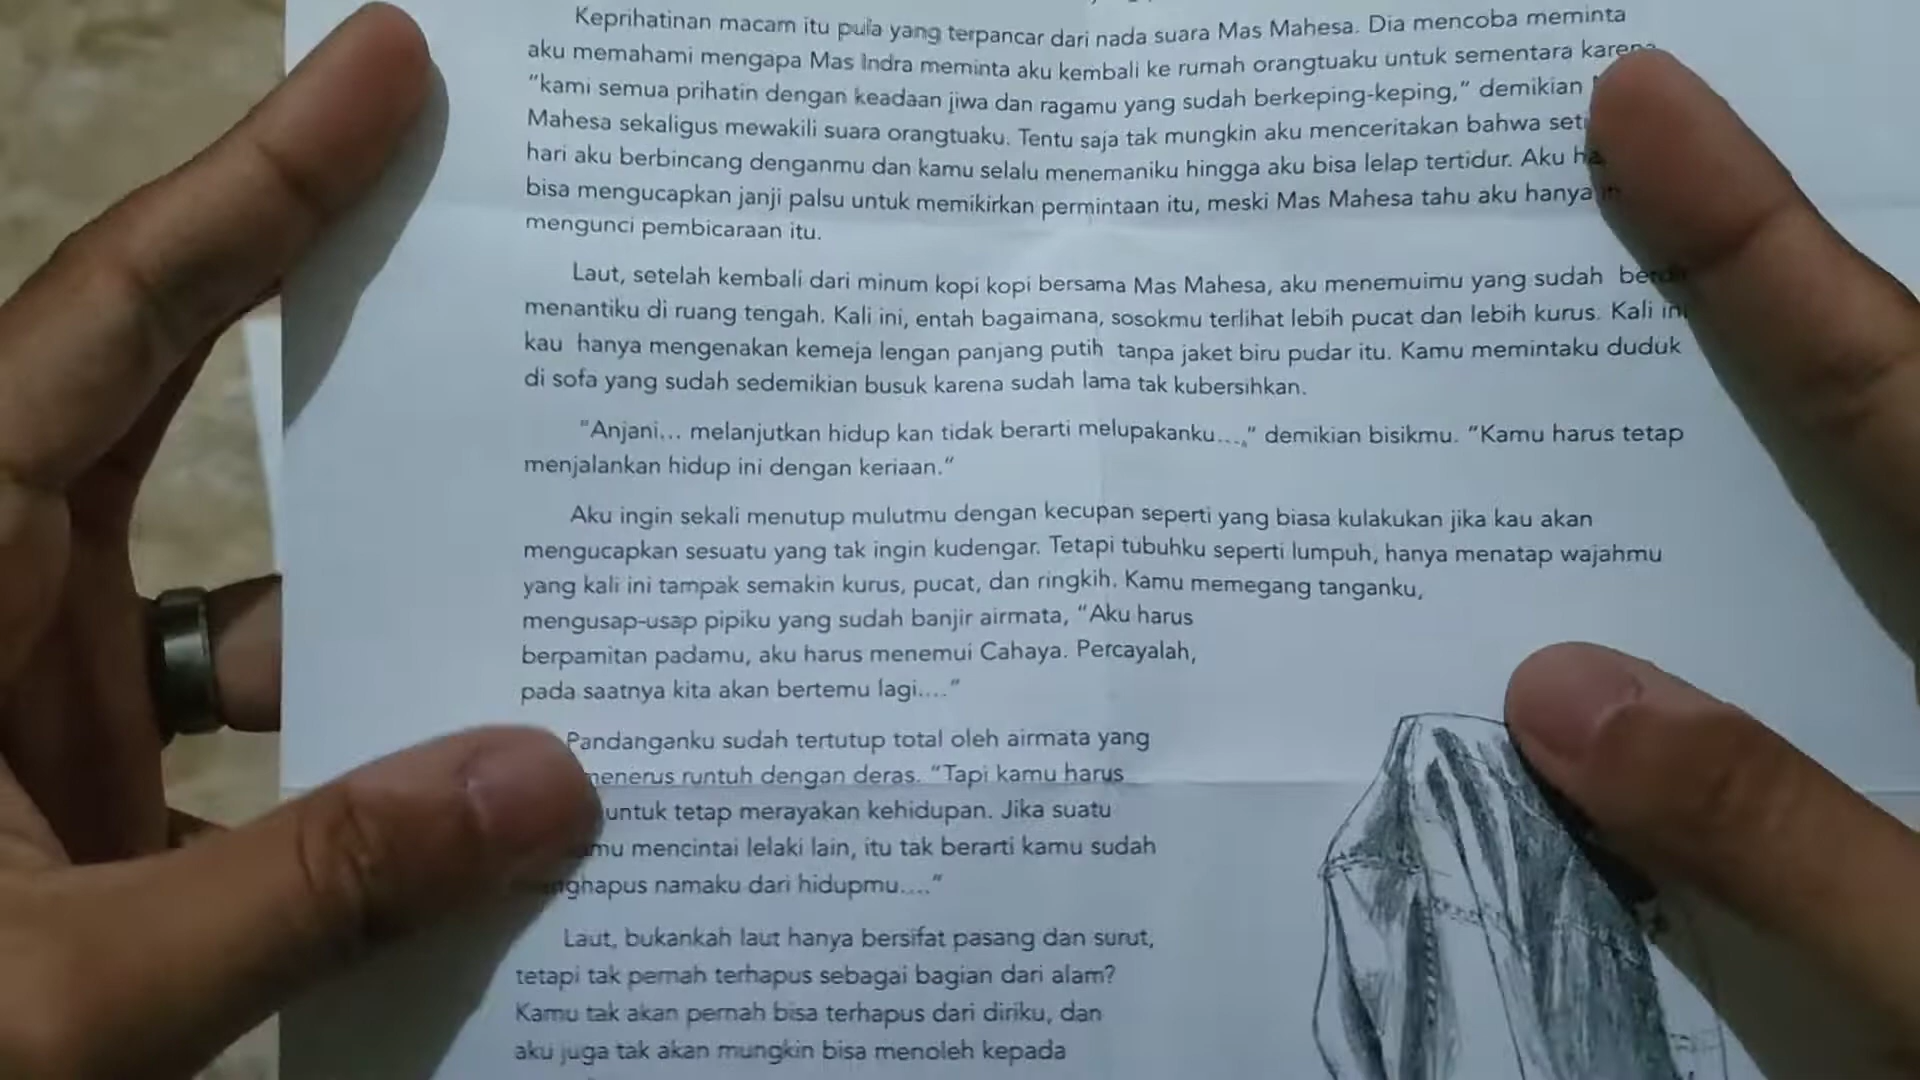 Keprihatinan macam itu pula yang terpancar dari nada suara Mas Mahesa. Dia mencoba meminta
aku memahami mengapa Mas Indra meminta aku kembali ke rumah orangtuaku untuk sementara karena
“kami semua prihatin dengan keadaan jiwa dan ragamu yang sudah berkeping-keping,” demikian
Mahesa sekaligus mewakili suara orangtuaku. Tentu saja tak mungkin aku menceritakan bahwa
hari aku berbincang denganmu dan kamu selalu menemaniku hingga aku bisa lelap tertidur. Aku
bisa mengucapkan janji palsu untuk memikirkan permintaan itu, meski Mas Mahesa tahu aku hanya
mengunci pembicaraan itu.
Laut, setelah kembali dari minum kopi kopi bersama Mas Mahesa, aku menemuimu yang sudah
menantiku di ruang tengah. Kali ini, entah bagaimana, sosokmu terlihat lebih pucat dan lebih kurus. Kali ini
kau hanya mengenakan kemeja lengan panjang putih tanpa jaket biru pudar itu. Kamu memintaku duduk
di sofa yang sudah sedemikian busuk karena sudah lama tak kubersihkan.
“Anjani... melanjutkan hidup kan tidak berarti melupakanku...,” demikian bisikmu. “Kamu harus tetap
menjalankan hidup ini dengan keriaan.”
Aku ingin sekali menutup mulutmu dengan kecupan seperti yang biasa kulakukan jika kau akan
mengucapkan sesuatu yang tak ingin kudengar. Tetapi tubuhku seperti lumpuh, hanya menatap wajahmu
yang kali ini tampak semakin kurus, pucat, dan ringkih. Kamu memegang tanganku,
mengusap-usap pipiku yang sudah banjir airmata, “Aku harus
berpamitan padamu, aku harus menemui Cahaya. Percayalah,
pada saatnya kita akan bertemu lagi....”
Pandanganku sudah tertutup total oleh airmata yang
menerus runtuh dengan deras. “Tapi kamu harus
untuk tetap merayakan kehidupan. Jika suatu
mencintai lelaki lain, itu tak berarti kamu sudah
menghapus namaku dari hidupmu....”
Laut, bukankah laut hanya bersifat pasang dan surut,
tetapi tak pernah terhapus sebagai bagian dari alam?
Kamu tak akan pernah bisa terhapus dari diriku, dan
aku juga tak akan mungkin bisa menoleh kepada